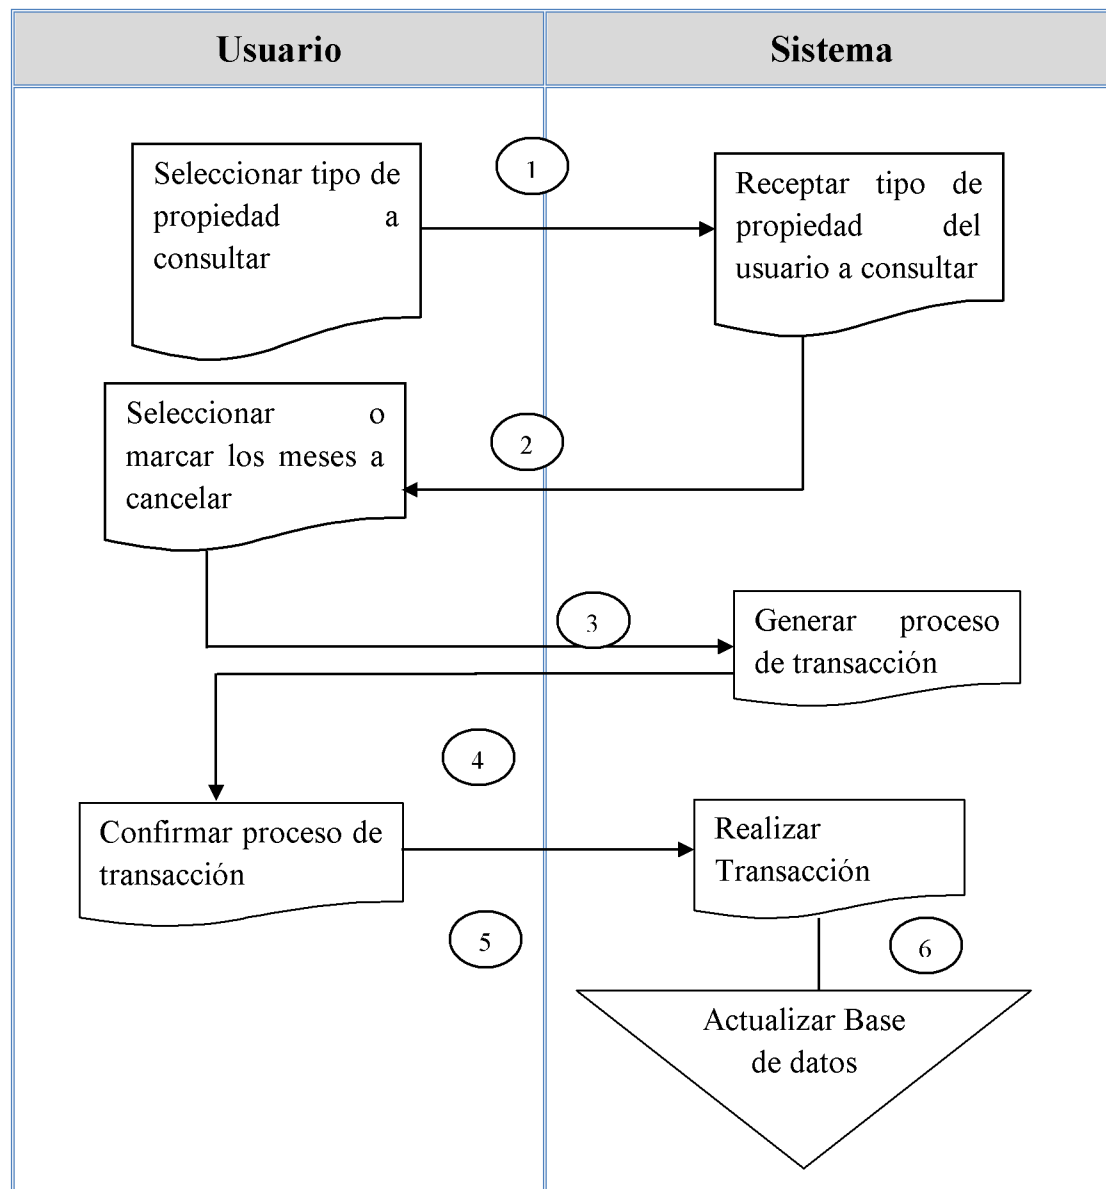 Usuario
Sistema
Seleccionar tipo de
propiedad a
consultar
1
Receptar tipo de
propiedad del
usuario a consultar
Seleccionar o
marcar los meses a
cancelar
2
3
Generar proceso
de transacción
4
Confirmar proceso de
transacción
Realizar
Transacción
5
6
Actualizar Base
de datos